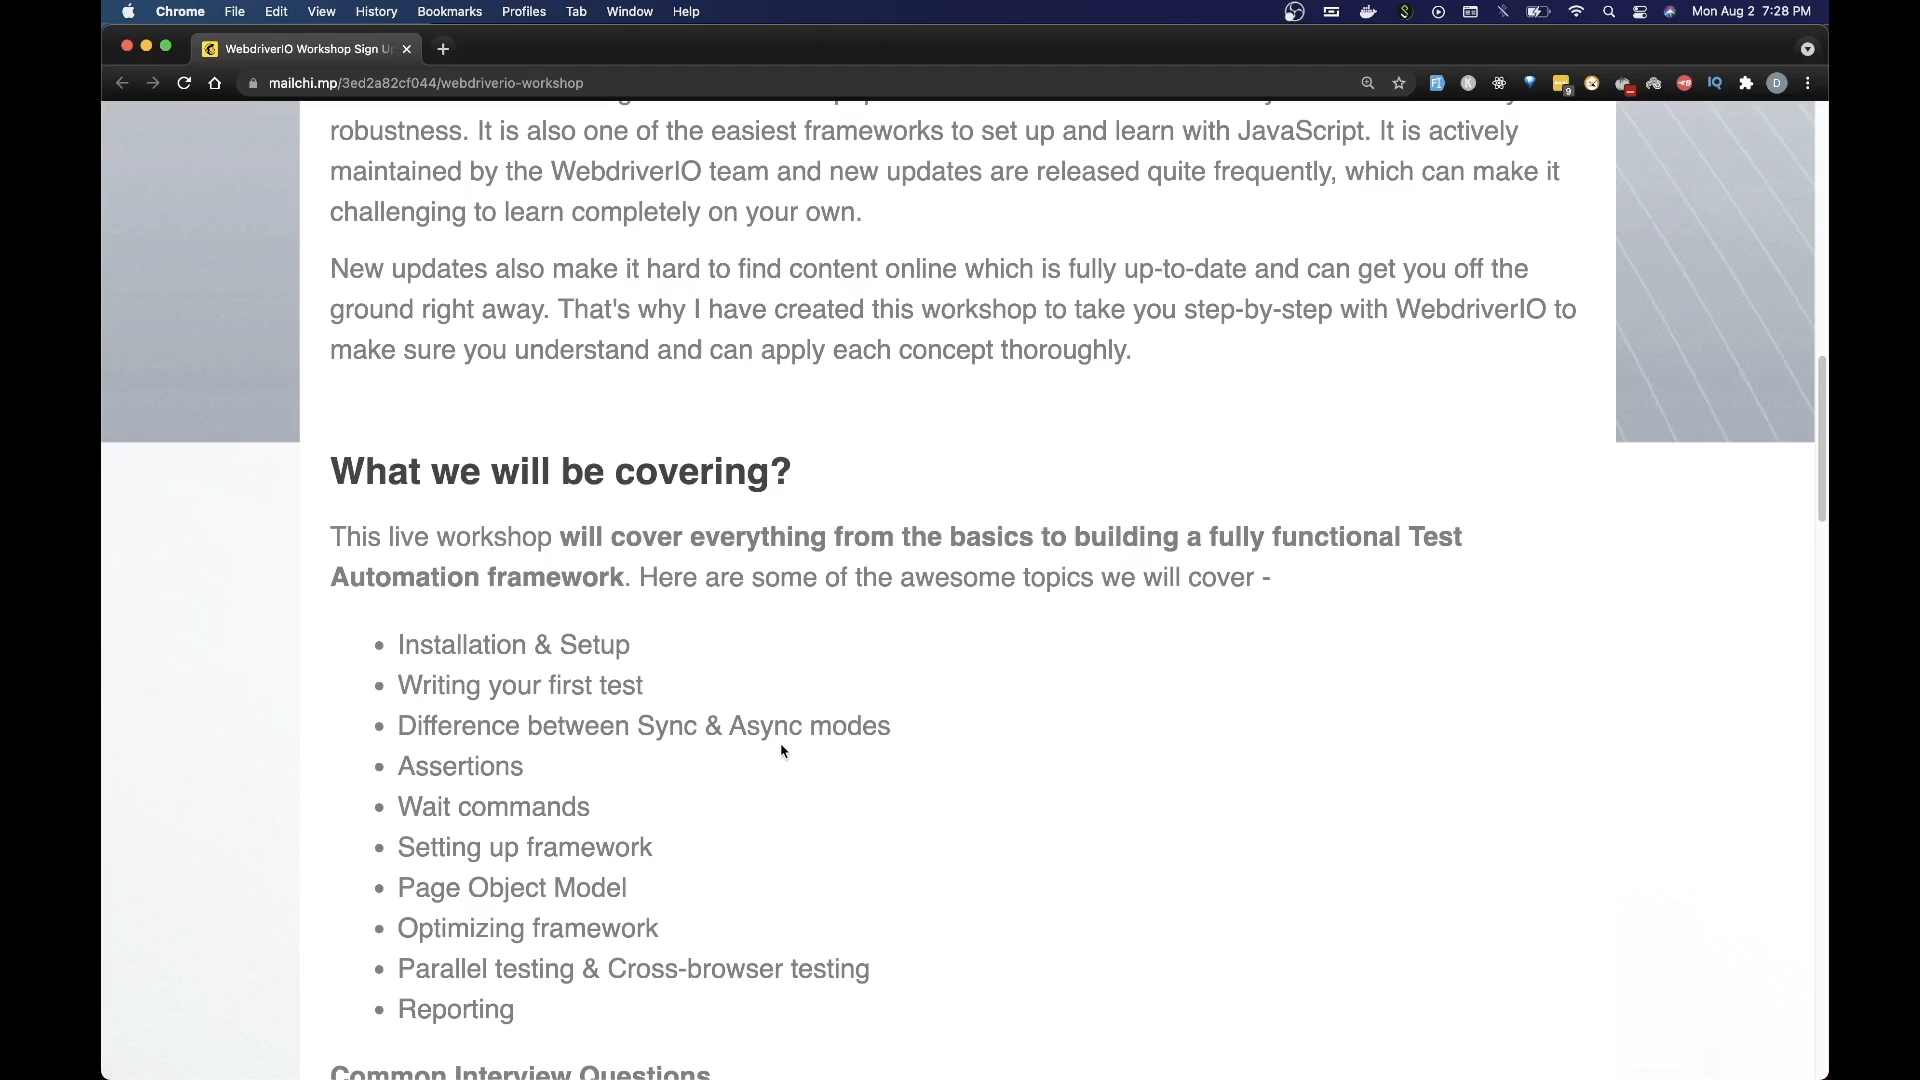 Chrome File Edit View History Bookmarks Profiles Tab Window Help Mon Aug 2 7:28 PM
WebdriverIO Workshop Sign U
mailchi.mp/3ed2a82cf044/webdriverio-workshop
robustness. It is also one of the easiest frameworks to set up and learn with JavaScript. It is actively
maintained by the WebdriverIO team and new updates are released quite frequently, which can make it
challenging to learn completely on your own.
New updates also make it hard to find content online which is fully up-to-date and can get you off the
ground right away. That's why I have created this workshop to take you step-by-step with WebdriverIO to
make sure you understand and can apply each concept thoroughly.
What we will be covering?
This live workshop will cover everything from the basics to building a fully functional Test
Automation framework. Here are some of the awesome topics we will cover -
• Installation & Setup
• Writing your first test
• Difference between Sync & Async modes
• Assertions
• Wait commands
• Setting up framework
• Page Object Model
• Optimizing framework
• Parallel testing & Cross-browser testing
• Reporting
Common Interview Questions